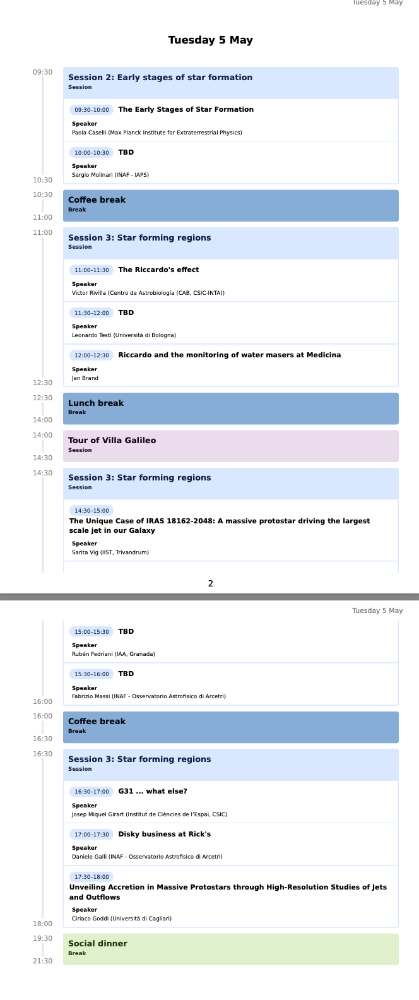 Tuesday 5 May
Tuesday 5 May
09:30
Session 2: Early stages of star formation
Session
09:30–10:00 The Early Stages of Star Formation
Speaker
Paola Caselli (Max Planck Institute for Extraterrestrial Physics)
10:00–10:30 TBD
Speaker
Sergio Molinari (INAF - IAPS)
10:30
10:30
Coffee break
Break
11:00
11:00
Session 3: Star forming regions
Session
11:00–11:30 The Riccardo's effect
Speaker
Victor Rivilla (Centro de Astrobiología (CAB, CSIC-INTA))
11:30–12:00 TBD
Speaker
Leonardo Testi (Università di Bologna)
12:00–12:30 Riccardo and the monitoring of water masers at Medicina
Speaker
Jan Brand
12:30
12:30
Lunch break
Break
14:00
14:00
Tour of Villa Galileo
Session
14:30
14:30
Session 3: Star forming regions
Session
14:30–15:00
The Unique Case of IRAS 18162-2048: A massive protostar driving the largest
scale jet in our Galaxy
Speaker
Sarita Vig (IIST, Trivandrum)
2
Tuesday 5 May
15:00–15:30 TBD
Speaker
Rubén Fedriani (IAA, Granada)
15:30–16:00 TBD
Speaker
Fabrizio Massi (INAF - Osservatorio Astrofisico di Arcetri)
16:00
16:00
Coffee break
Break
16:30
16:30
Session 3: Star forming regions
Session
16:30–17:00 G31 ... what else?
Speaker
Josep Miquel Girart (Institut de Ciències de l’Espai, CSIC)
17:00–17:30 Disky business at Rick's
Speaker
Daniele Galli (INAF - Osservatorio Astrofisico di Arcetri)
17:30–18:00
Unveiling Accretion in Massive Protostars through High-Resolution Studies of Jets
and Outflows
Speaker
Ciriaco Goddi (Università di Cagliari)
18:00
19:30
Social dinner
Break
21:30